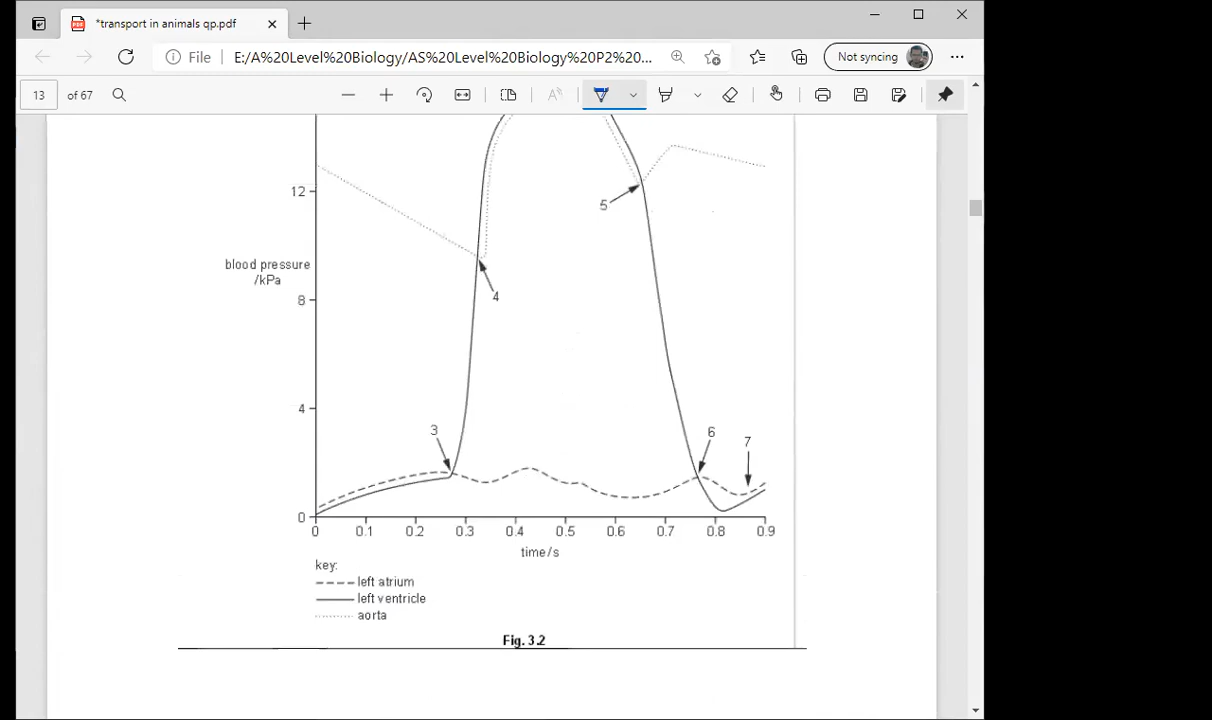 *transport in animals qp.pdf
File
E:/A%20Level%20Biology/AS%20Level%20Biology%20P2%20...
Not syncing
13
of 67
12
5
blood pressure
/kPa
4
8
4
3
6
7
0
0
0.1
0.2
0.3
0.4
0.5
0.6
0.7
0.8
0.9
time/s
key:
left atrium
left ventricle
aorta
Fig. 3.2